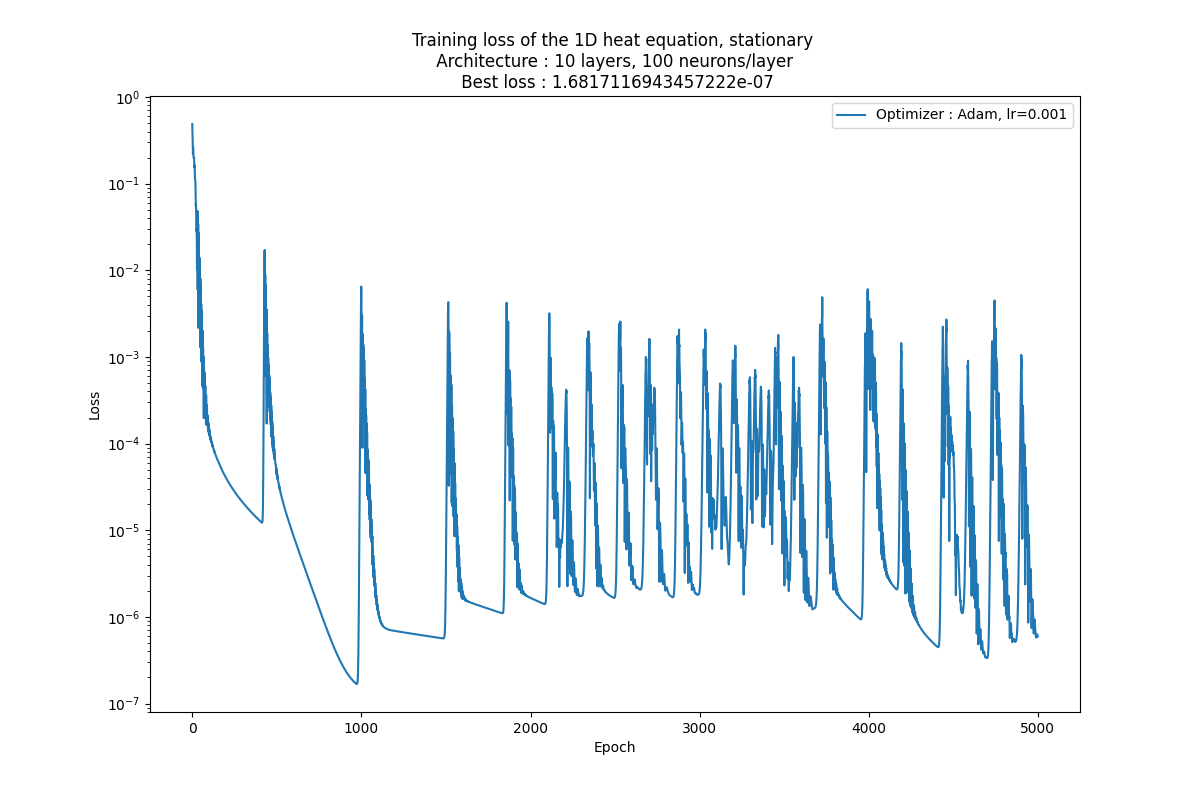 Training loss of the 1D heat equation, stationary
Architecture : 10 layers, 100 neurons/layer
Best loss : 1.6817116943457222e-07
Optimizer : Adam, lr=0.001
10⁰
10⁻¹
10⁻²
10⁻³
10⁻⁴
10⁻⁵
10⁻⁶
10⁻⁷
Loss
0 1000 2000 3000 4000 5000
Epoch